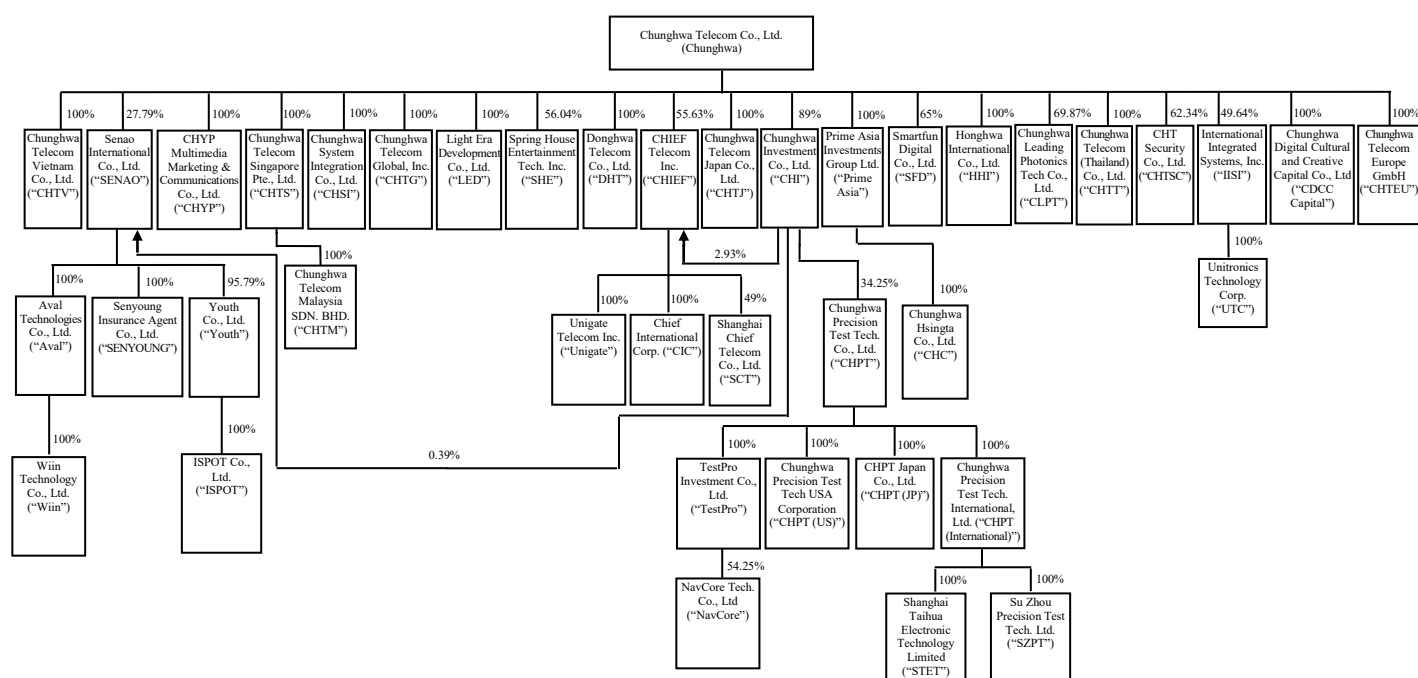 Chunghwa Telecom Co., Ltd.
(Chunghwa)
100%
27.79%
100%
100%
100%
100%
100%
56.04%
100%
55.63%
100%
89%
100%
65%
100%
69.87%
100%
62.34%
49.64%
100%
100%
Chunghwa
Telecom
Vietnam
Co., Ltd.
(“CHTV”)
Senao
International
Co., Ltd.
(“SENAO”)
CHYP
Multimedia
Marketing &
Communications
Co., Ltd.
(“CHYP”)
Chunghwa
Telecom
Singapore
Pte., Ltd.
(“CHTS”)
Chunghwa
System
Integration
Co., Ltd.
(“CHSI”)
Chunghwa
Telecom
Global, Inc.
(“CHTG”)
Light Era
Development
Co., Ltd.
(“LED”)
Spring House
Entertainment
Tech. Inc.
(“SHE”)
Donghwa
Telecom
Co., Ltd.
(“DHT”)
CHIEF
Telecom
Inc.
(“CHIEF”)
Chunghwa
Telecom
Japan Co.,
Ltd.
(“CHTJ”)
Chunghwa
Investment
Co., Ltd.
(“CHI”)
Prime Asia
Investments
Group Ltd.
(“Prime
Asia”)
Smartfun
Digital
Co., Ltd.
(“SFD”)
Honghwa
International
Co., Ltd.
(“HHI”)
Chunghwa
Leading
Photonics
Tech Co.,
Ltd.
(“CLPT”)
Chunghwa
Telecom
(Thailand)
Co., Ltd.
(“CHTT”)
CHT
Security
Co., Ltd.
(“CHTSC”)
International
Integrated
Systems, Inc.
(“IISI”)
Chunghwa
Digital Cultural
and Creative
Capital Co., Ltd
(“CDCC
Capital”)
Chunghwa
Telecom
Europe
GmbH
(“CHTEU”)
100%
100%
95.79%
100%
2.93%
100%
100%
49%
34.25%
100%
100%
Aval
Technologies
Co., Ltd.
(“Aval”)
Senyoung
Insurance Agent
Co., Ltd.
(“SENYOUNG”)
Youth
Co., Ltd.
(“Youth”)
Chunghwa
Telecom
Malaysia
SDN. BHD.
(“CHTM”)
Unigate
Telecom Inc.
(“Unigate”)
Chief
International
Corp. (“CIC”)
Shanghai
Chief
Telecom
Co., Ltd.
(“SCT”)
Chunghwa
Precision
Test Tech.
Co., Ltd.
(“CHPT”)
Chunghwa
Hsingta
Co., Ltd.
(“CHC”)
Unitronics
Technology
Corp.
(“UTC”)
100%
100%
0.39%
100%
100%
100%
100%
Wiin
Technology
Co., Ltd.
(“Wiin”)
ISPOT Co.,
Ltd.
(“ISPOT”)
TestPro
Investment Co.,
Ltd.
(“TestPro”)
Chunghwa
Precision Test
Tech USA
Corporation
(“CHPT (US)”)
CHPT Japan
Co., Ltd.
(“CHPT (JP)”)
Chunghwa
Precision
Test Tech.
International,
Ltd. (“CHPT
(International)”)
54.25%
100%
100%
NavCore Tech.
Co., Ltd
(“NavCore”)
Shanghai
Taihua
Electronic
Technology
Limited
(“STET”)
Su Zhou
Precision Test
Tech. Ltd.
(“SZPT”)